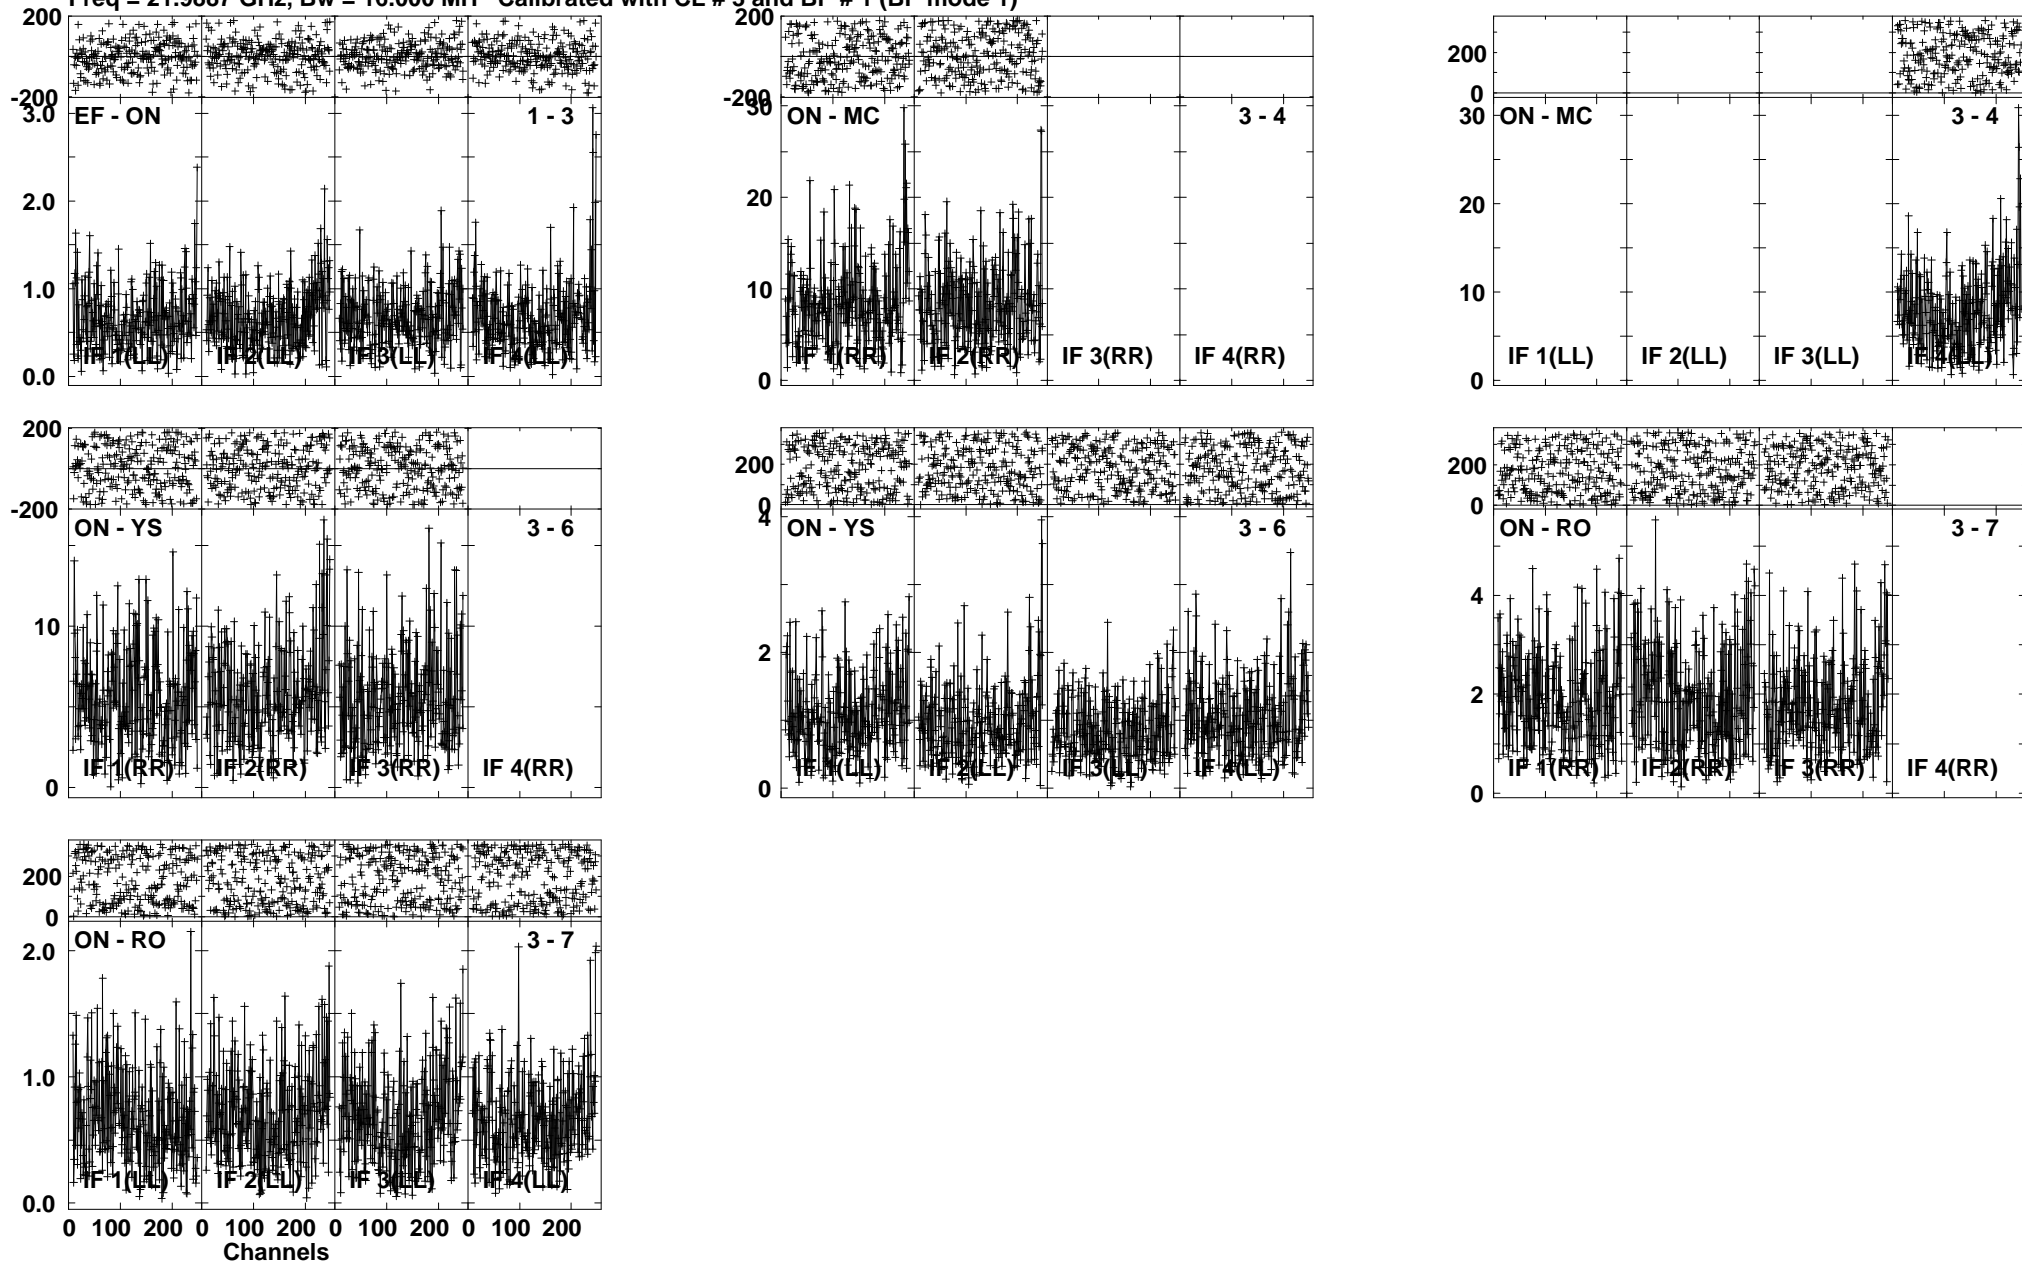 Freq = 21.9887 GHz, Bw = 16.000 MH Calibrated with CL # 3 and BP # 1 (BP mode 1)
200
-200
3.0
2.0
1.0
0.0
EF - ON 1 - 3
IF 1(LL) IF 2(LL) IF 3(LL) IF 4(LL)
0 100 200 0 100 200 0 100 200 0 100 200
200
-200
30
20
10
0
ON - MC 3 - 4
IF 1(RR) IF 2(RR) IF 3(RR) IF 4(RR)
200
0
30
20
10
0
ON - MC 3 - 4
IF 1(LL) IF 2(LL) IF 3(LL) IF 4(LL)
200
-200
10
0
ON - YS 3 - 6
IF 1(RR) IF 2(RR) IF 3(RR) IF 4(RR)
200
0
4
2
0
ON - YS 3 - 6
IF 1(LL) IF 2(LL) IF 3(LL) IF 4(LL)
200
0
4
2
0
ON - RO 3 - 7
IF 1(RR) IF 2(RR) IF 3(RR) IF 4(RR)
200
0
2.0
1.0
0.0
ON - RO 3 - 7
IF 1(LL) IF 2(LL) IF 3(LL) IF 4(LL)
Channels